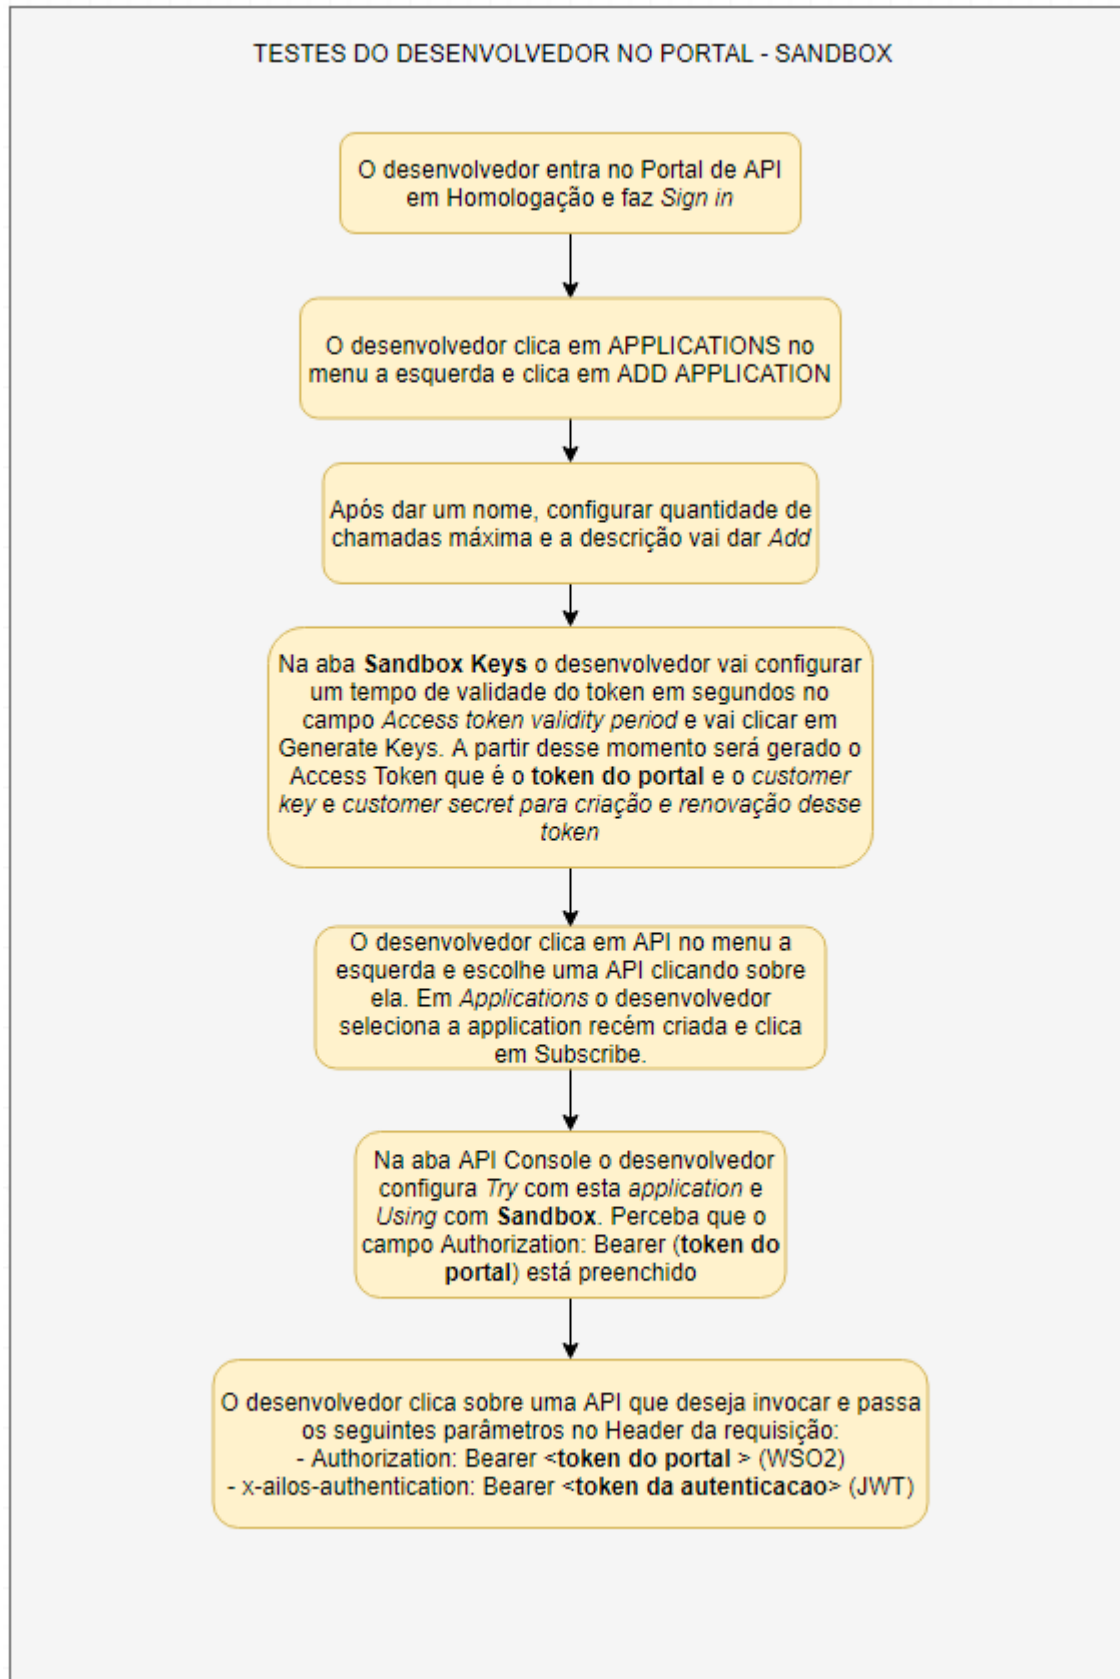 TESTES DO DESENVOLVEDOR NO PORTAL - SANDBOX
O desenvolvedor entra no Portal de API
em Homologação e faz Sign in
O desenvolvedor clica em APPLICATIONS no
menu a esquerda e clica em ADD APPLICATION
Após dar um nome, configurar quantidade de
chamadas máxima e a descrição vai dar Add
Na aba Sandbox Keys o desenvolvedor vai configurar
um tempo de validade do token em segundos no
campo Access token validity period e vai clicar em
Generate Keys. A partir desse momento será gerado o
Access Token que é o token do portal e o customer
key e customer secret para criação e renovação desse
token
O desenvolvedor clica em API no menu a
esquerda e escolhe uma API clicando sobre
ela. Em Applications o desenvolvedor
seleciona a application recém criada e clica
em Subscribe.
Na aba API Console o desenvolvedor
configura Try com esta application e
Using com Sandbox. Perceba que o
campo Authorization: Bearer (token do
portal) está preenchido
O desenvolvedor clica sobre uma API que deseja invocar e passa
os seguintes parâmetros no Header da requisição:
- Authorization: Bearer <token do portal > (WSO2)
- x-ailos-authentication: Bearer <token da autenticacao> (JWT)